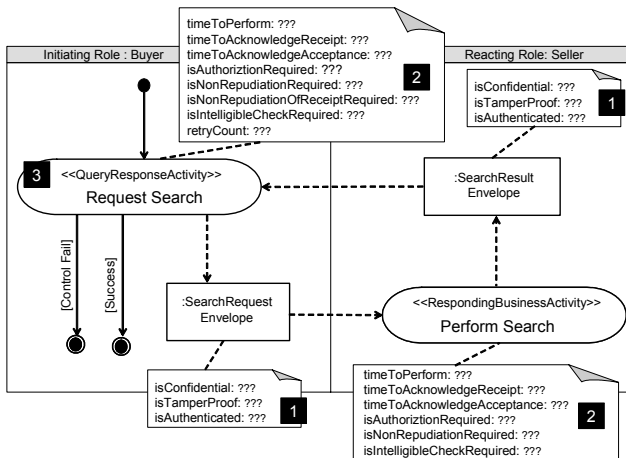 timeToPerform: ???
timeToAcknowledgeReceipt: ???
timeToAcknowledgeAcceptance: ???
isAuthoriztionRequired: ???
isNonRepudiationRequired: ???
isNonRepudiationOfReceiptRequired: ???
isIntelligibleCheckRequired: ???
retryCount: ???
2
Initiating Role : Buyer
Reacting Role: Seller
isConfidential: ???
isTamperProof: ???
isAuthenticated: ???
1
3
<<QueryResponseActivity>>
Request Search
:SearchResult
Envelope
[Control Fail]
[Success]
:SearchRequest
Envelope
<<RespondingBusinessActivity>>
Perform Search
isConfidential: ???
isTamperProof: ???
isAuthenticated: ???
1
timeToPerform: ???
timeToAcknowledgeReceipt: ???
timeToAcknowledgeAcceptance: ???
isAuthoriztionRequired: ???
isNonRepudiationRequired: ???
isIntelligibleCheckRequired: ???
2